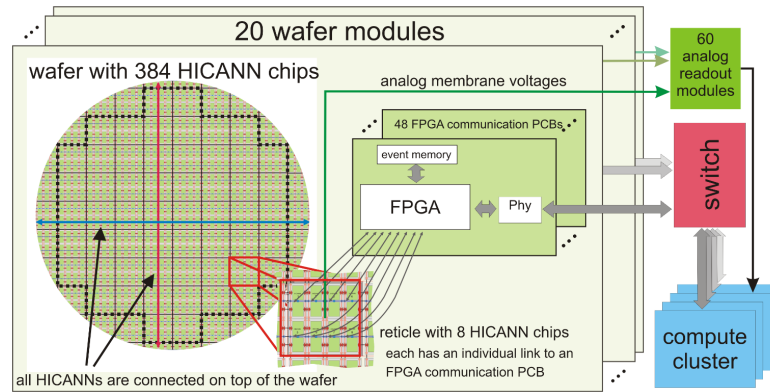 20 wafer modules
wafer with 384 HICANN chips
analog membrane voltages
60
analog
readout
modules
48 FPGA communication PCBs
event memory
FPGA
Phy
switch
reticle with 8 HICANN chips
each has an individual link to an
FPGA communication PCB
all HICANNs are connected on top of the wafer
compute
cluster